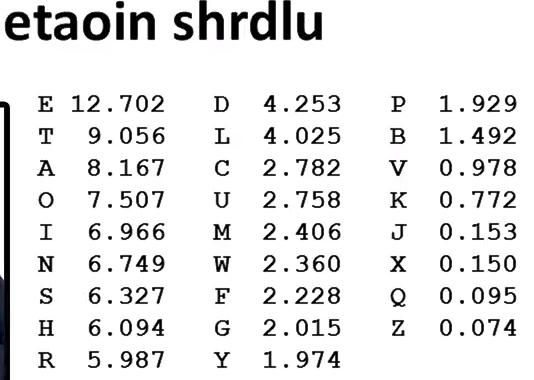 etaoin shrdlu
E 12.702 D 4.253 P 1.929
T 9.056 L 4.025 B 1.492
A 8.167 C 2.782 V 0.978
O 7.507 U 2.758 K 0.772
I 6.966 M 2.406 J 0.153
N 6.749 W 2.360 X 0.150
S 6.327 F 2.228 Q 0.095
H 6.094 G 2.015 Z 0.074
R 5.987 Y 1.974